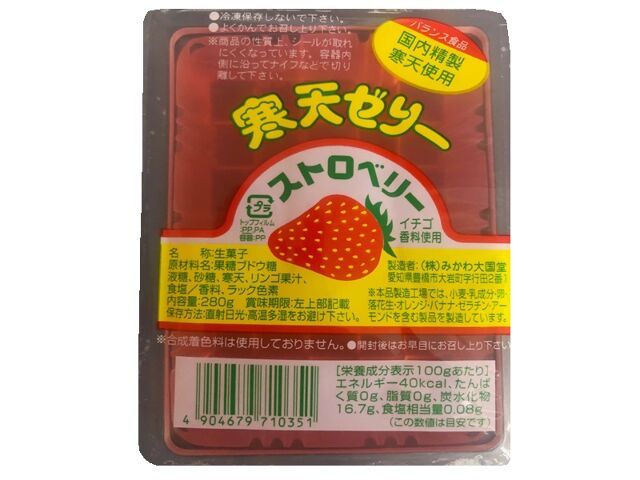 ●冷凍保存しないで下さい。
●よくかんでお召し上り下さい。
※商品の性質上、シールが取れ
にくくなっています。容器内
側に沿ってナイフなどで切り
離して下さい。
バランス食品
国内精製
寒天使用
寒天ゼリー
ストロベリー
プラ
トップフィルム
:PP,PA
容器:PP
イチゴ
香料使用
名 称:生菓子
原材料名:果糖ブドウ糖
液糖、砂糖、寒天、リンゴ果汁、
食塩/香料、ラック色素
内容量:280g 賞味期限:左上部記載
保存方法:直射日光・高温多湿をお避け下さい。
製造者:(株)みかわ大国堂
愛知県豊橋市大岩町字行田2番1
※本品製造工場では、小麦・乳成分・卵・
落花生・オレンジ・バナナ・ゼラチン・アー
モンドを含む製品を製造しています。
※合成着色料は使用しておりません。●開封後はお早目にお召し上り下さい。
[栄養成分表示100gあたり]
エネルギー40kcal、たんぱ
く質0g、脂質0g、炭水化物
16.7g、食塩相当量0.08g
(この数値は目安です)
4 904679 710351